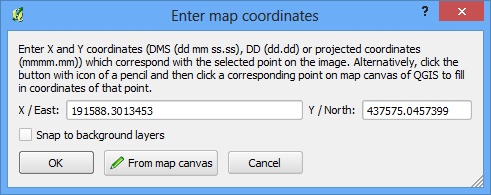 Enter map coordinates
?
Enter X and Y coordinates (DMS (dd mm ss.ss), DD (dd.dd) or projected coordinates
(mmmm.mm)) which correspond with the selected point on the image. Alternatively, click the
button with icon of a pencil and then click a corresponding point on map canvas of QGIS to fill
in coordinates of that point.
X / East: 191588.3013453 Y / North: 437575.0457399
Snap to background layers
OK From map canvas Cancel